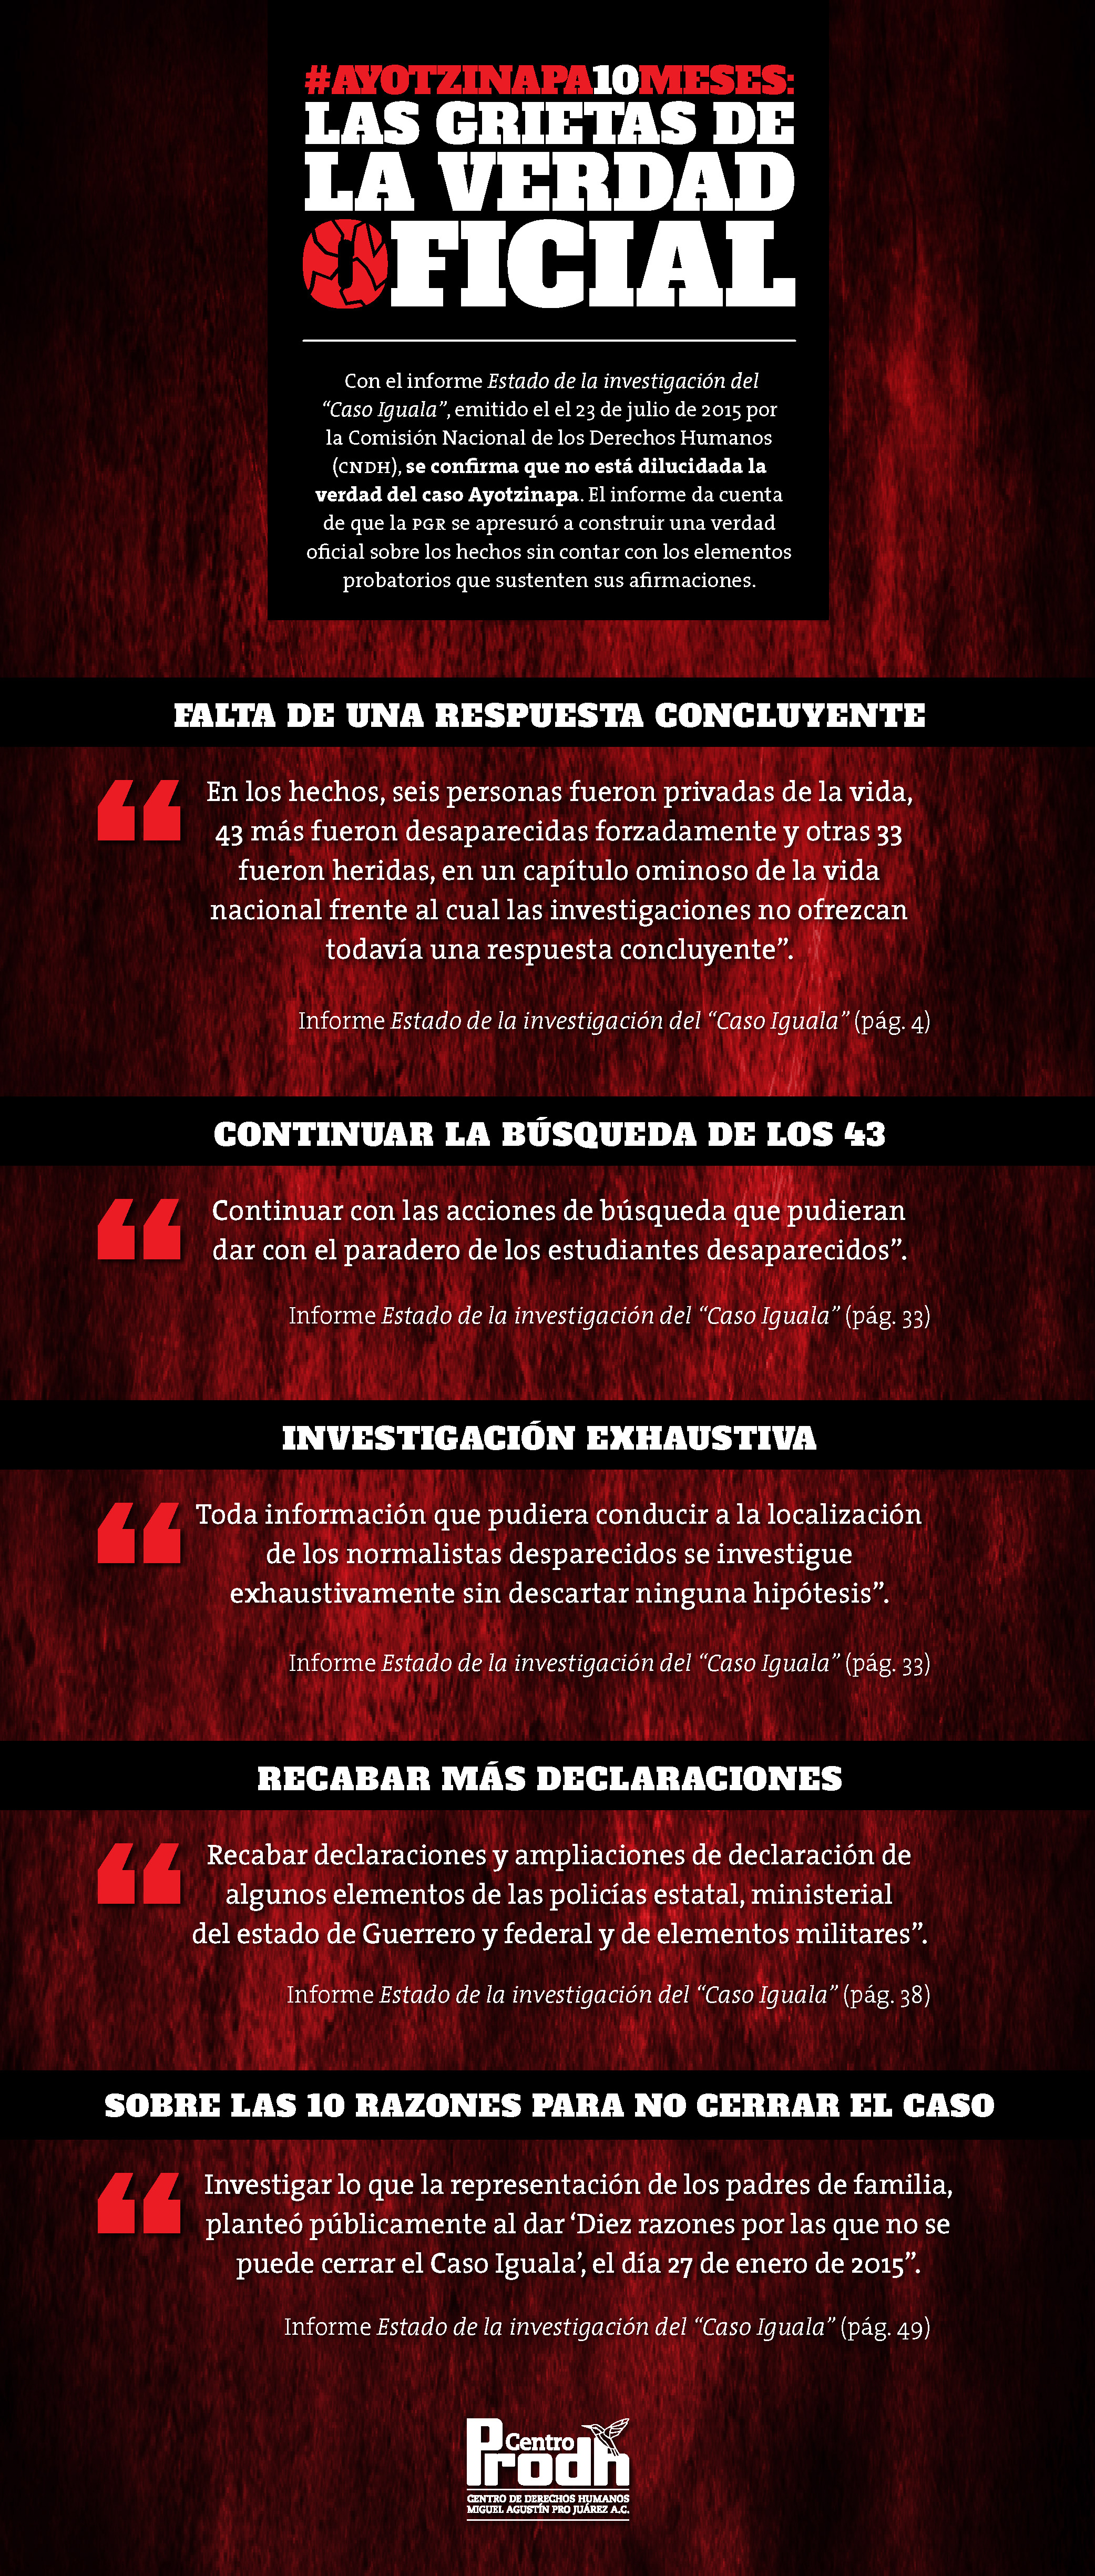 #AYOTZINAPA10MESES:
LAS GRIETAS DE
LA VERDAD
OFICIAL
Con el informe Estado de la investigación del
“Caso Iguala”, emitido el el 23 de julio de 2015 por
la Comisión Nacional de los Derechos Humanos
(CNDH), se confirma que no está dilucidada la
verdad del caso Ayotzinapa. El informe da cuenta
de que la PGR se apresuró a construir una verdad
oficial sobre los hechos sin contar con los elementos
probatorios que sustenten sus afirmaciones.
FALTA DE UNA RESPUESTA CONCLUYENTE
“ En los hechos, seis personas fueron privadas de la vida,
43 más fueron desaparecidas forzadamente y otras 33
fueron heridas, en un capítulo ominoso de la vida
nacional frente al cual las investigaciones no ofrezcan
todavía una respuesta concluyente”.
Informe Estado de la investigación del “Caso Iguala” (pág. 4)
CONTINUAR LA BÚSQUEDA DE LOS 43
“ Continuar con las acciones de búsqueda que pudieran
dar con el paradero de los estudiantes desaparecidos”.
Informe Estado de la investigación del “Caso Iguala” (pág. 33)
INVESTIGACIÓN EXHAUSTIVA
“ Toda información que pudiera conducir a la localización
de los normalistas desparecidos se investigue
exhaustivamente sin descartar ninguna hipótesis”.
Informe Estado de la investigación del “Caso Iguala” (pág. 33)
RECABAR MÁS DECLARACIONES
“ Recabar declaraciones y ampliaciones de declaración de
algunos elementos de las policías estatal, ministerial
del estado de Guerrero y federal y de elementos militares”.
Informe Estado de la investigación del “Caso Iguala” (pág. 38)
SOBRE LAS 10 RAZONES PARA NO CERRAR EL CASO
“ Investigar lo que la representación de los padres de familia,
planteó públicamente al dar ‘Diez razones por las que no se
puede cerrar el Caso Iguala’, el día 27 de enero de 2015”.
Informe Estado de la investigación del “Caso Iguala” (pág. 49)
Centro
Prodh
CENTRO DE DERECHOS HUMANOS
MIGUEL AGUSTÍN PRO JUÁREZ A.C.